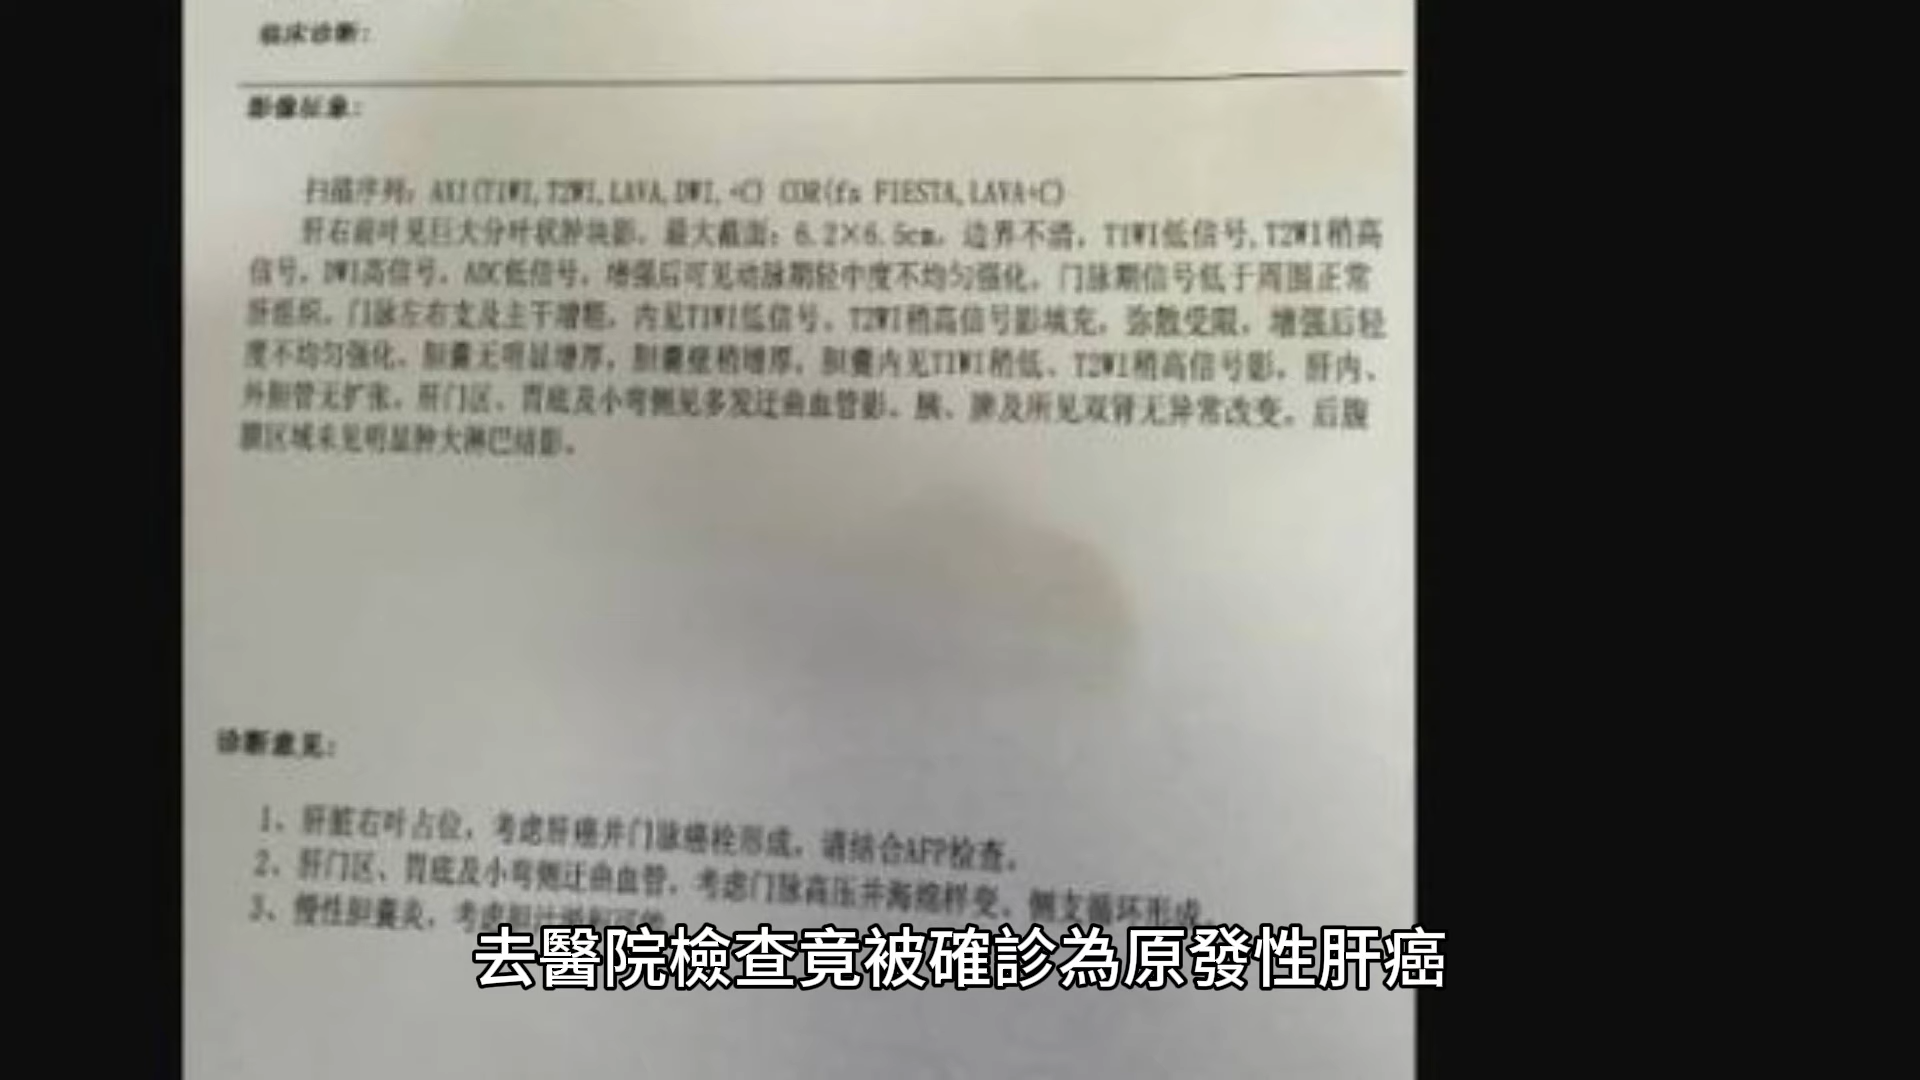 临床诊断:
影像征象:
扫描序列: AXI(T1WI,T2WI,LAVA,DWI,+C) COR(fs FIESTA,LAVA+C)
肝右前叶见巨大分叶状肿块影，最大截面: 6.2×6.5cm，边界不清，T1WI低信号,T2WI稍高
信号，DWI高信号，ADC低信号，增强后可见动脉期轻中度不均匀强化，门脉期信号低于周围正常
肝组织，门脉左右支及主干增粗，内见T1WI低信号、T2WI稍高信号影填充，弥散受限，增强后轻
度不均匀强化。胆囊无明显增厚，胆囊壁稍增厚，胆囊内见T1WI稍低、T2WI稍高信号影，肝内、
外胆管无扩张。肝门区、胃底及小弯侧见多发迂曲血管影。胰、脾及所见双肾无异常改变。后腹
膜区域未见明显肿大淋巴结影。
诊断意见:
1、肝脏右叶占位，考虑肝癌并门脉癌栓形成，请结合AFP检查。
2、肝门区、胃底及小弯侧迂曲血管，考虑门脉高压并海绵样变、侧支循环形成。
3、慢性胆囊炎，考虑胆汁淤积可能
去醫院檢查竟被確診為原發性肝癌